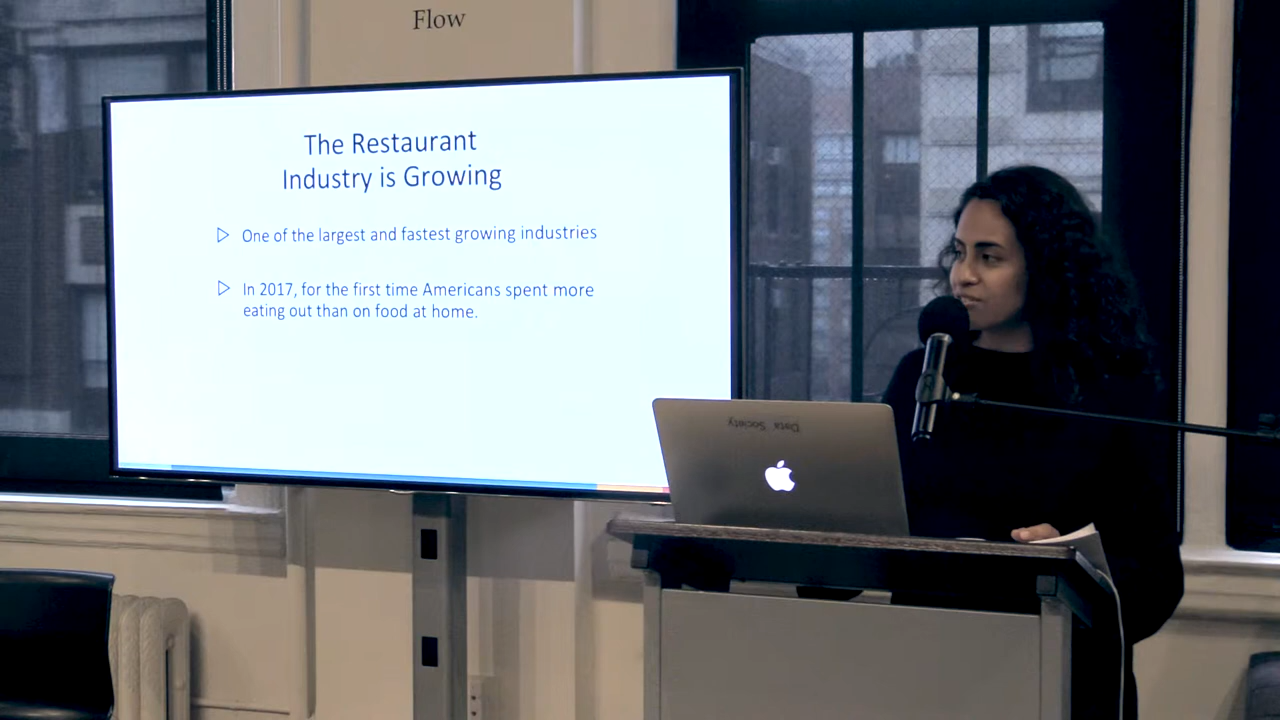 Flow
The Restaurant
Industry is Growing
One of the largest and fastest growing industries
In 2017, for the first time Americans spent more
eating out than on food at home.
Data Society